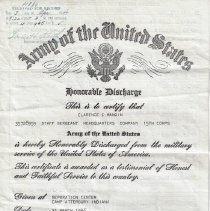 Army of the United States
Honorable Discharge
This is to certify that
CLARENCE C MANGIN
STAFF SERGEANT HEADQUARTERS COMPANY 15TH CORPS
Army of the United States
is hereby Honorably Discharged from the military
service of the United States of America.
This certificate is awarded as a testimonial of Honest
and Faithful Service to this country.
Given at SEPARATION CENTER
CAMP ATTERBURY INDIANA